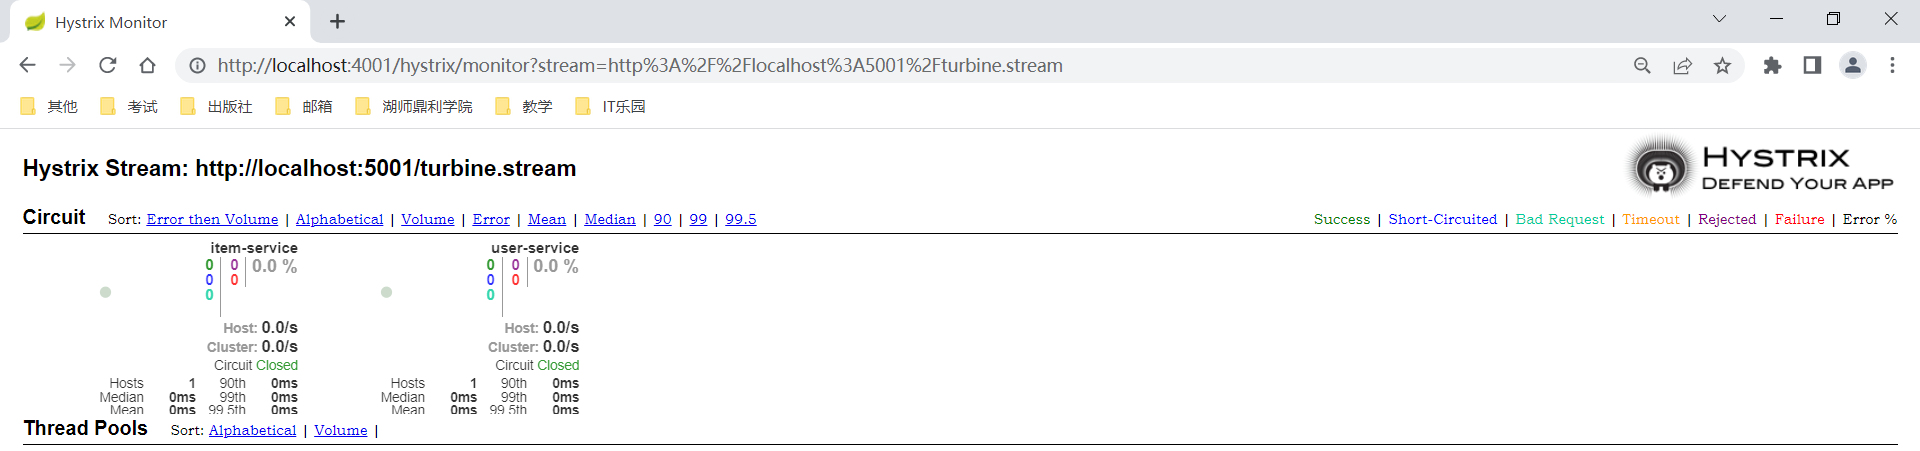 Hystrix Monitor
http://localhost:4001/hystrix/monitor?stream=http%3A%2F%2Flocalhost%3A5001%2Fturbine.stream
其他 考试 出版社 邮箱 湖师鼎利学院 教学 IT乐园
Hystrix Stream: http://localhost:5001/turbine.stream
HYSTRIX
DEFEND YOUR APP
Circuit Sort: Error then Volume | Alphabetical | Volume | Error | Mean | Median | 90 | 99 | 99.5
Success | Short-Circuited | Bad Request | Timeout | Rejected | Failure | Error %
item-service
0 0 0.0 %
0 0
0
Host: 0.0/s
Cluster: 0.0/s
Circuit Closed
Hosts 1 90th 0ms
Median 0ms 99th 0ms
Mean 0ms 99.5th 0ms
user-service
0 0 0.0 %
0 0
0
Host: 0.0/s
Cluster: 0.0/s
Circuit Closed
Hosts 1 90th 0ms
Median 0ms 99th 0ms
Mean 0ms 99.5th 0ms
Thread Pools Sort: Alphabetical | Volume |